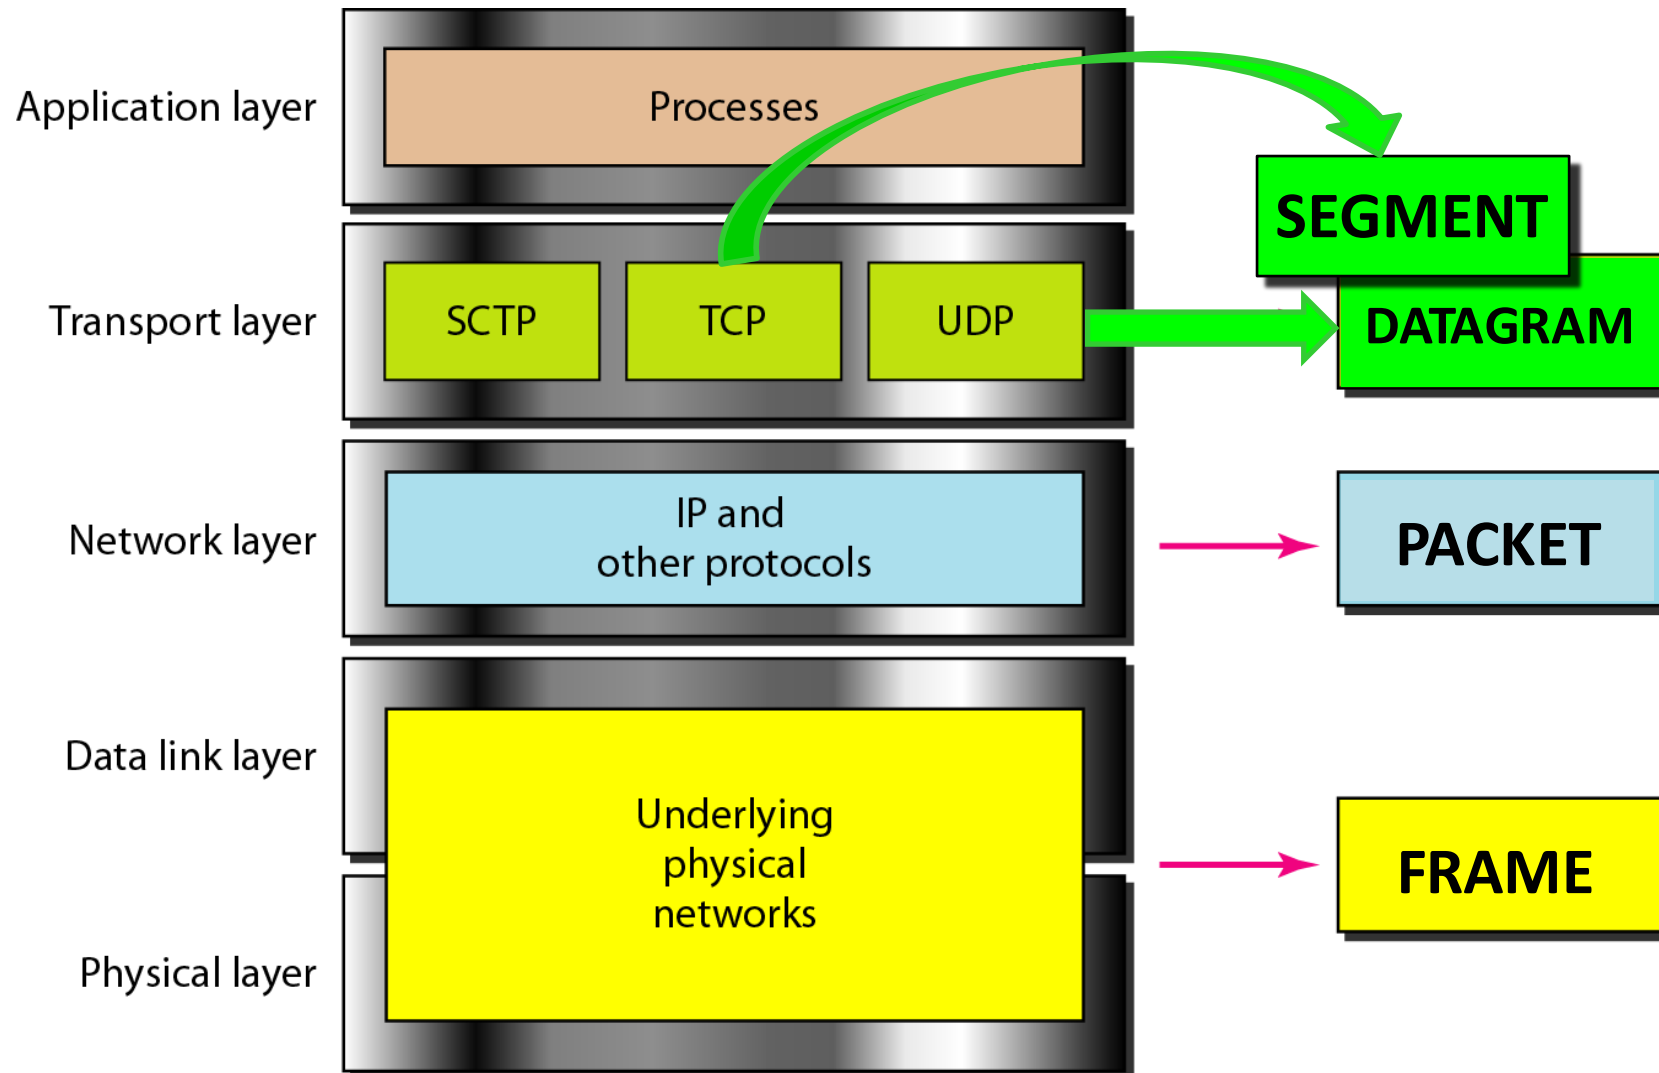 Application layer
Processes
SEGMENT
Transport layer
SCTP
TCP
UDP
DATAGRAM
Network layer
IP and
other protocols
PACKET
Data link layer
Underlying
physical
networks
FRAME
Physical layer